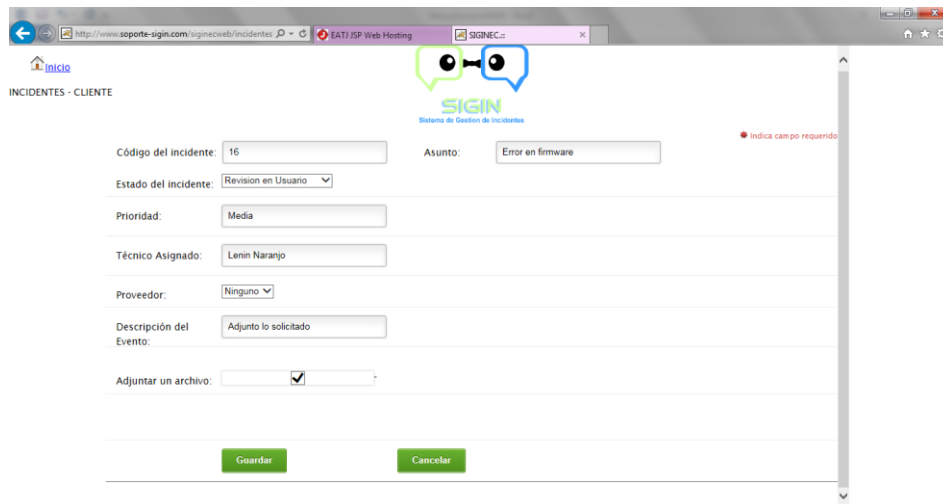 http://www.soporte-sigin.com/siginecweb/incidentes
EATJ JSP Web Hosting
SIGINEC.::
Inicio
INCIDENTES - CLIENTE
SIGIN
Sistema de Gestion de Incidentes
Indica campo requerido
Código del incidente: 16 Asunto: Error en firmware
Estado del incidente: Revision en Usuario
Prioridad: Media
Técnico Asignado: Lenin Naranjo
Proveedor: Ninguno
Descripción del Evento: Adjunto lo solicitado
Adjuntar un archivo:
Guardar Cancelar